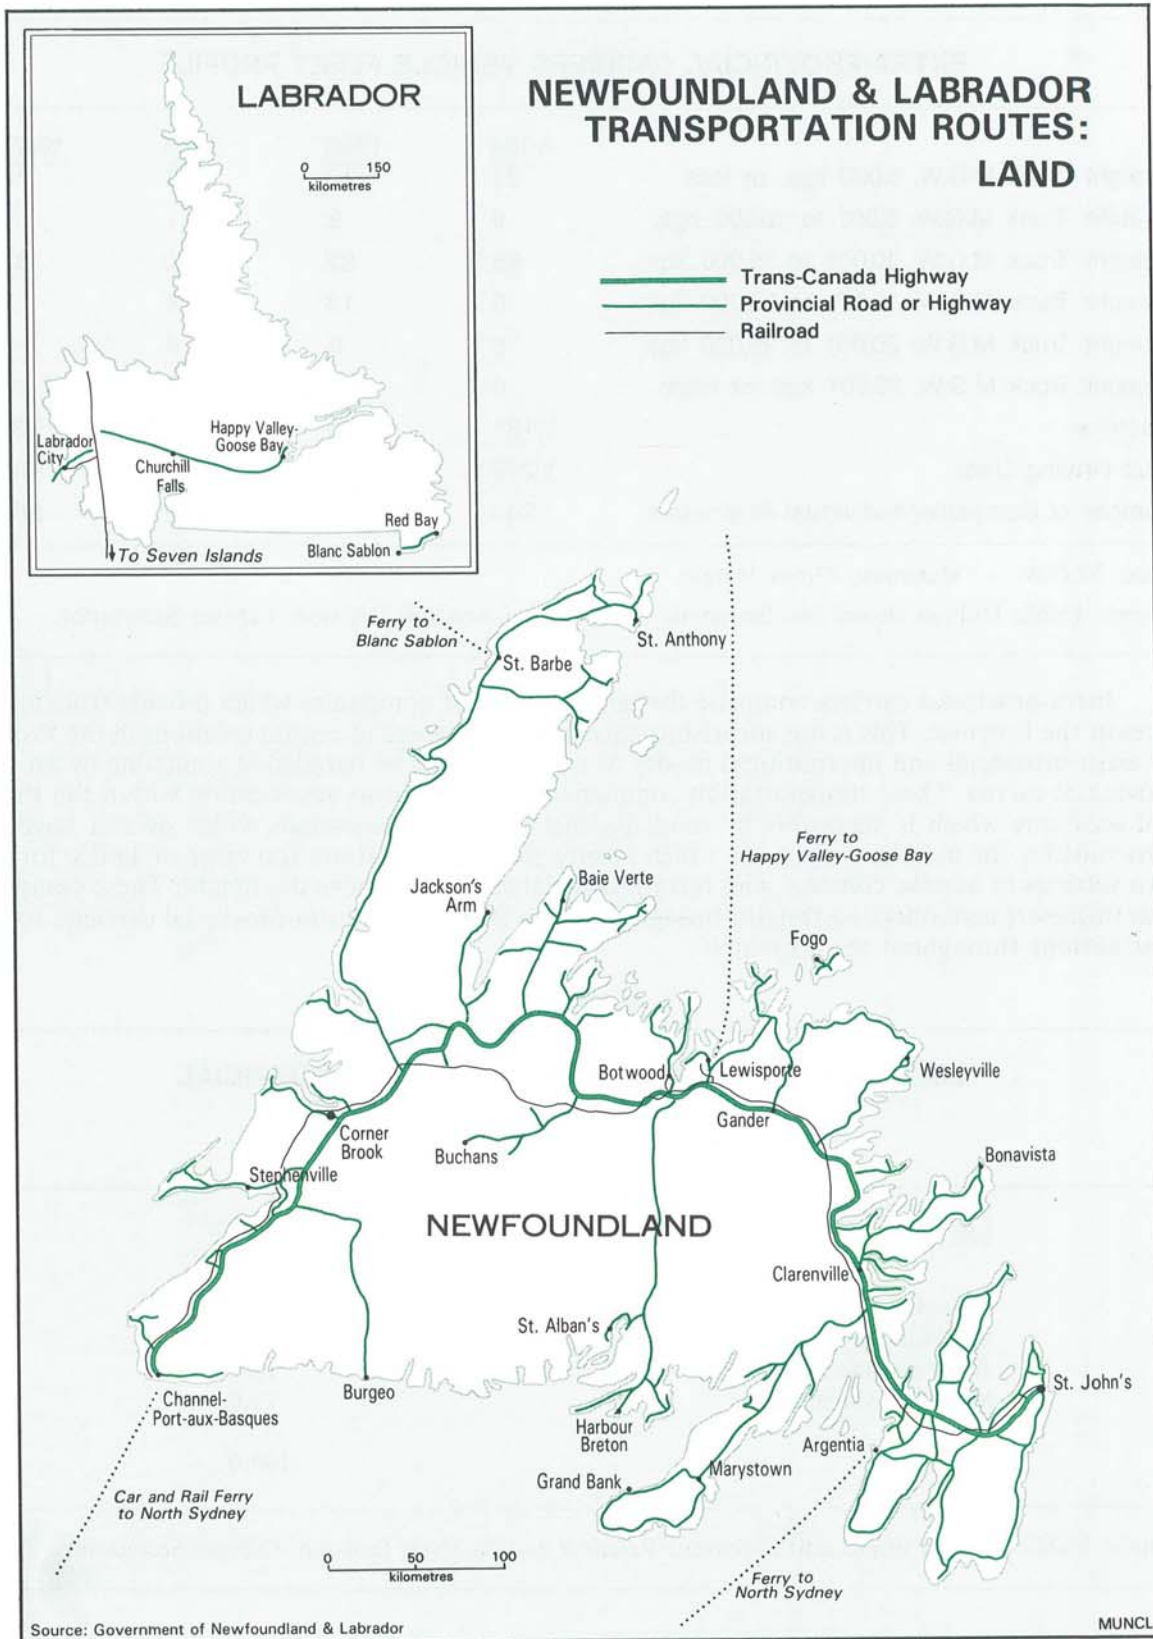 LABRADOR
0 150
kilometres
Labrador
City
Churchill
Falls
Happy Valley-
Goose Bay
Red Bay
Blanc Sablon
To Seven Islands
NEWFOUNDLAND & LABRADOR
TRANSPORTATION ROUTES:
LAND
Trans-Canada Highway
Provincial Road or Highway
Railroad
Ferry to
Blanc Sablon
St. Barbe
St. Anthony
Ferry to
Happy Valley-Goose Bay
Jackson's
Arm
Baie Verte
Fogo
Botwood
Lewisporte
Wesleyville
Gander
Corner
Brook
Buchans
Stephenville
Bonavista
NEWFOUNDLAND
Clarenville
St. Alban's
Channel-
Port-aux-Basques
Burgeo
Harbour
Breton
St. John's
Argentia
Grand Bank
Marystown
Car and Rail Ferry
to North Sydney
0 50 100
kilometres
Ferry to
North Sydney
Source: Government of Newfoundland & Labrador
MUNCL